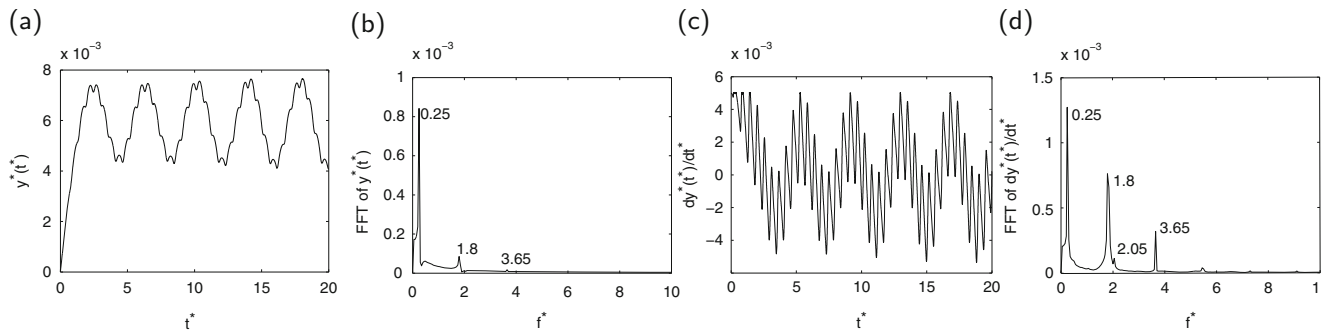 (a)
x 10⁻³
8
6
4
2
0
0 5 10 15 20
y*(t*)
t*
(b)
x 10⁻³
1
0.8
0.6
0.4
0.2
0
0 2 4 6 8 10
0.25
1.8
3.65
FFT of y*(t*)
f*
(c)
x 10⁻³
6
4
2
0
−2
−4
0 5 10 15 20
dy*(t*)/dt*
t*
(d)
x 10⁻³
1.5
1
0.5
0
0 2 4 6 8 1
0.25
1.8
2.05
3.65
FFT of dy*(t*)/dt*
f*